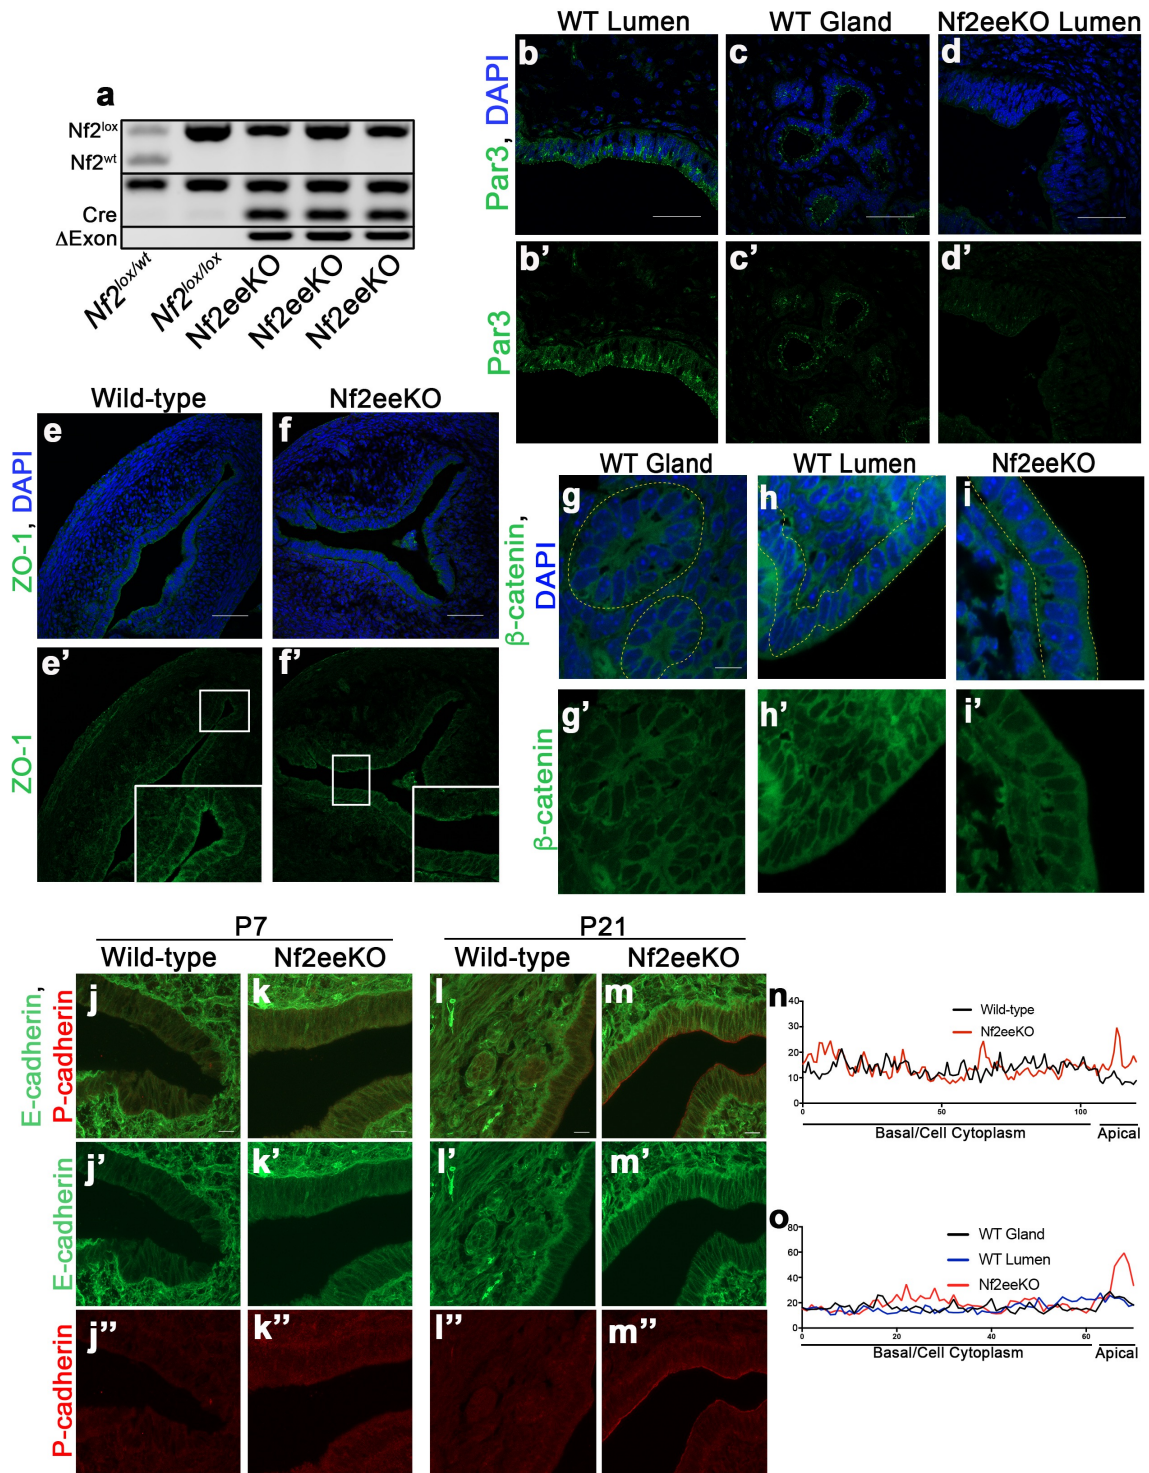 a
Nf2lox
Nf2wt
Cre
ΔExon
Nf2lox/wt
Nf2lox/lox
Nf2eeKO
Nf2eeKO
Nf2eeKO
WT Lumen
WT Gland
Nf2eeKO Lumen
Par3, DAPI
b
c
d
Par3
b’
c’
d’
Wild-type
Nf2eeKO
ZO-1, DAPI
e
f
ZO-1
e’
f’
WT Gland
WT Lumen
Nf2eeKO
β-catenin,
DAPI
g
h
i
β-catenin
g’
h’
i’
P7
P21
Wild-type
Nf2eeKO
Wild-type
Nf2eeKO
E-cadherin,
P-cadherin
j
k
l
m
E-cadherin
j’
k’
l’
m’
P-cadherin
j’’
k’’
l’’
m’’
n
40
30
20
10
0
Wild-type
Nf2eeKO
0
50
100
Basal/Cell Cytoplasm
Apical
o
80
60
40
20
0
WT Gland
WT Lumen
Nf2eeKO
0
20
40
60
Basal/Cell Cytoplasm
Apical